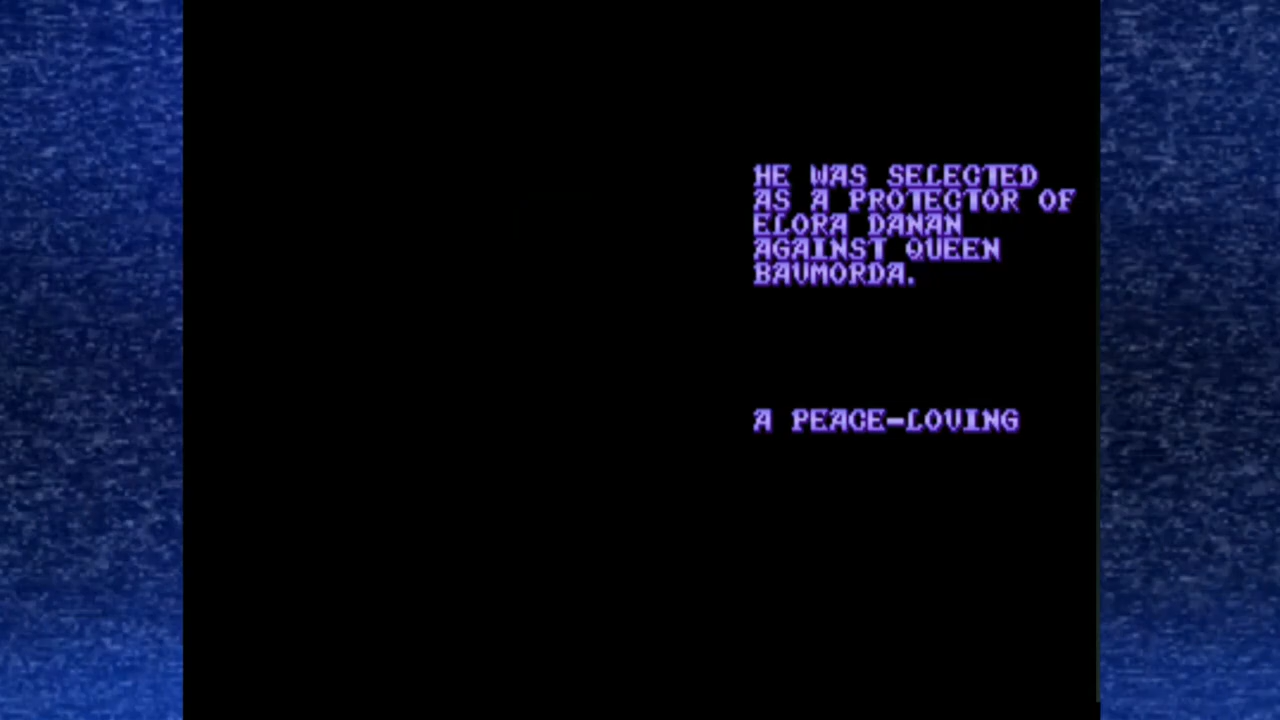 HE WAS SELECTED
AS A PROTECTOR OF
ELORA DANAN
AGAINST QUEEN
BAVMORDA.
A PEACE-LOVING